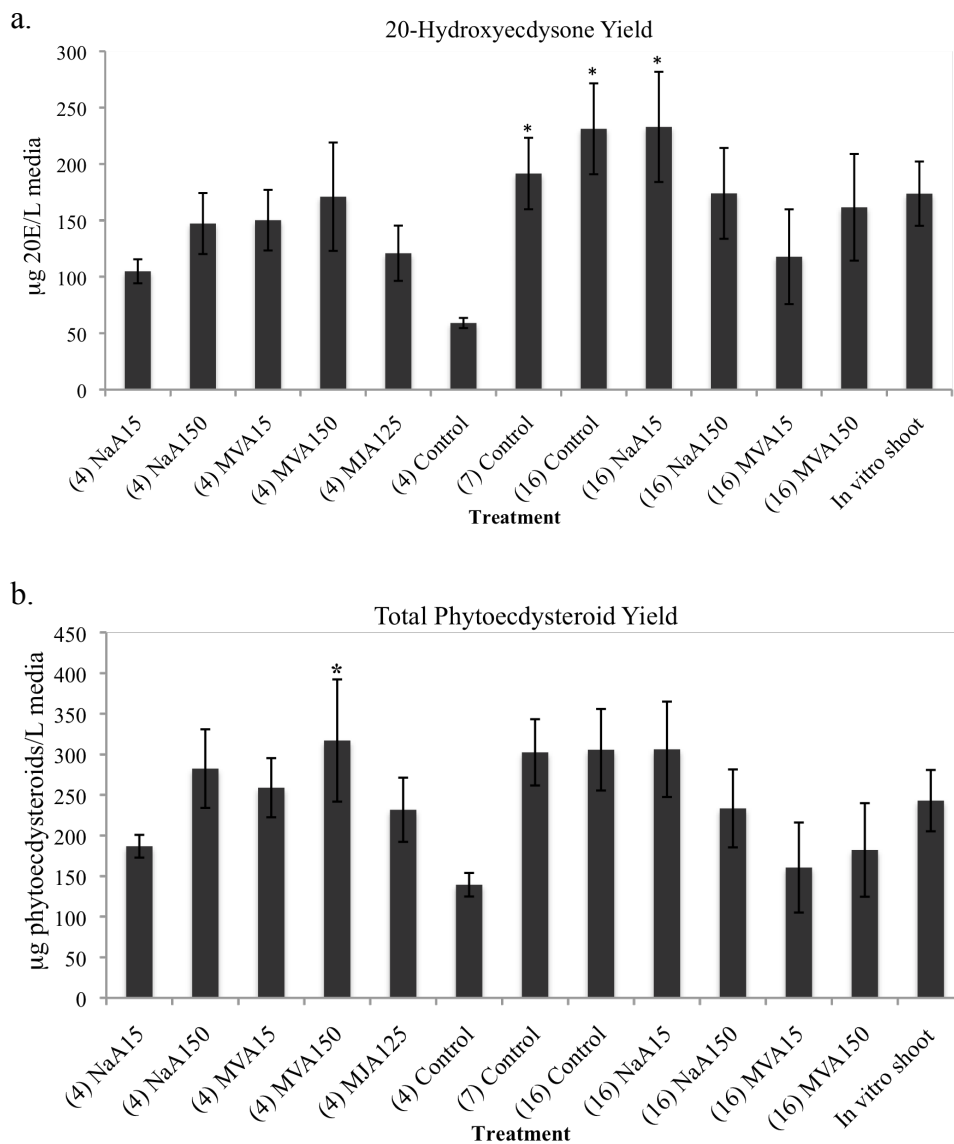 a.
20-Hydroxyecdysone Yield
300
250
200
150
100
50
0
µg 20E/L media
*
*
*
(4) NaA15
(4) NaA150
(4) MVA15
(4) MVA150
(4) MJA125
(4) Control
(7) Control
(16) Control
(16) NaA15
(16) NaA150
(16) MVA15
(16) MVA150
In vitro shoot
Treatment
b.
Total Phytoecdysteroid Yield
450
400
350
300
250
200
150
100
50
0
µg phytoecdysteroids/L media
*
(4) NaA15
(4) NaA150
(4) MVA15
(4) MVA150
(4) MJA125
(4) Control
(7) Control
(16) Control
(16) NaA15
(16) NaA150
(16) MVA15
(16) MVA150
In vitro shoot
Treatment